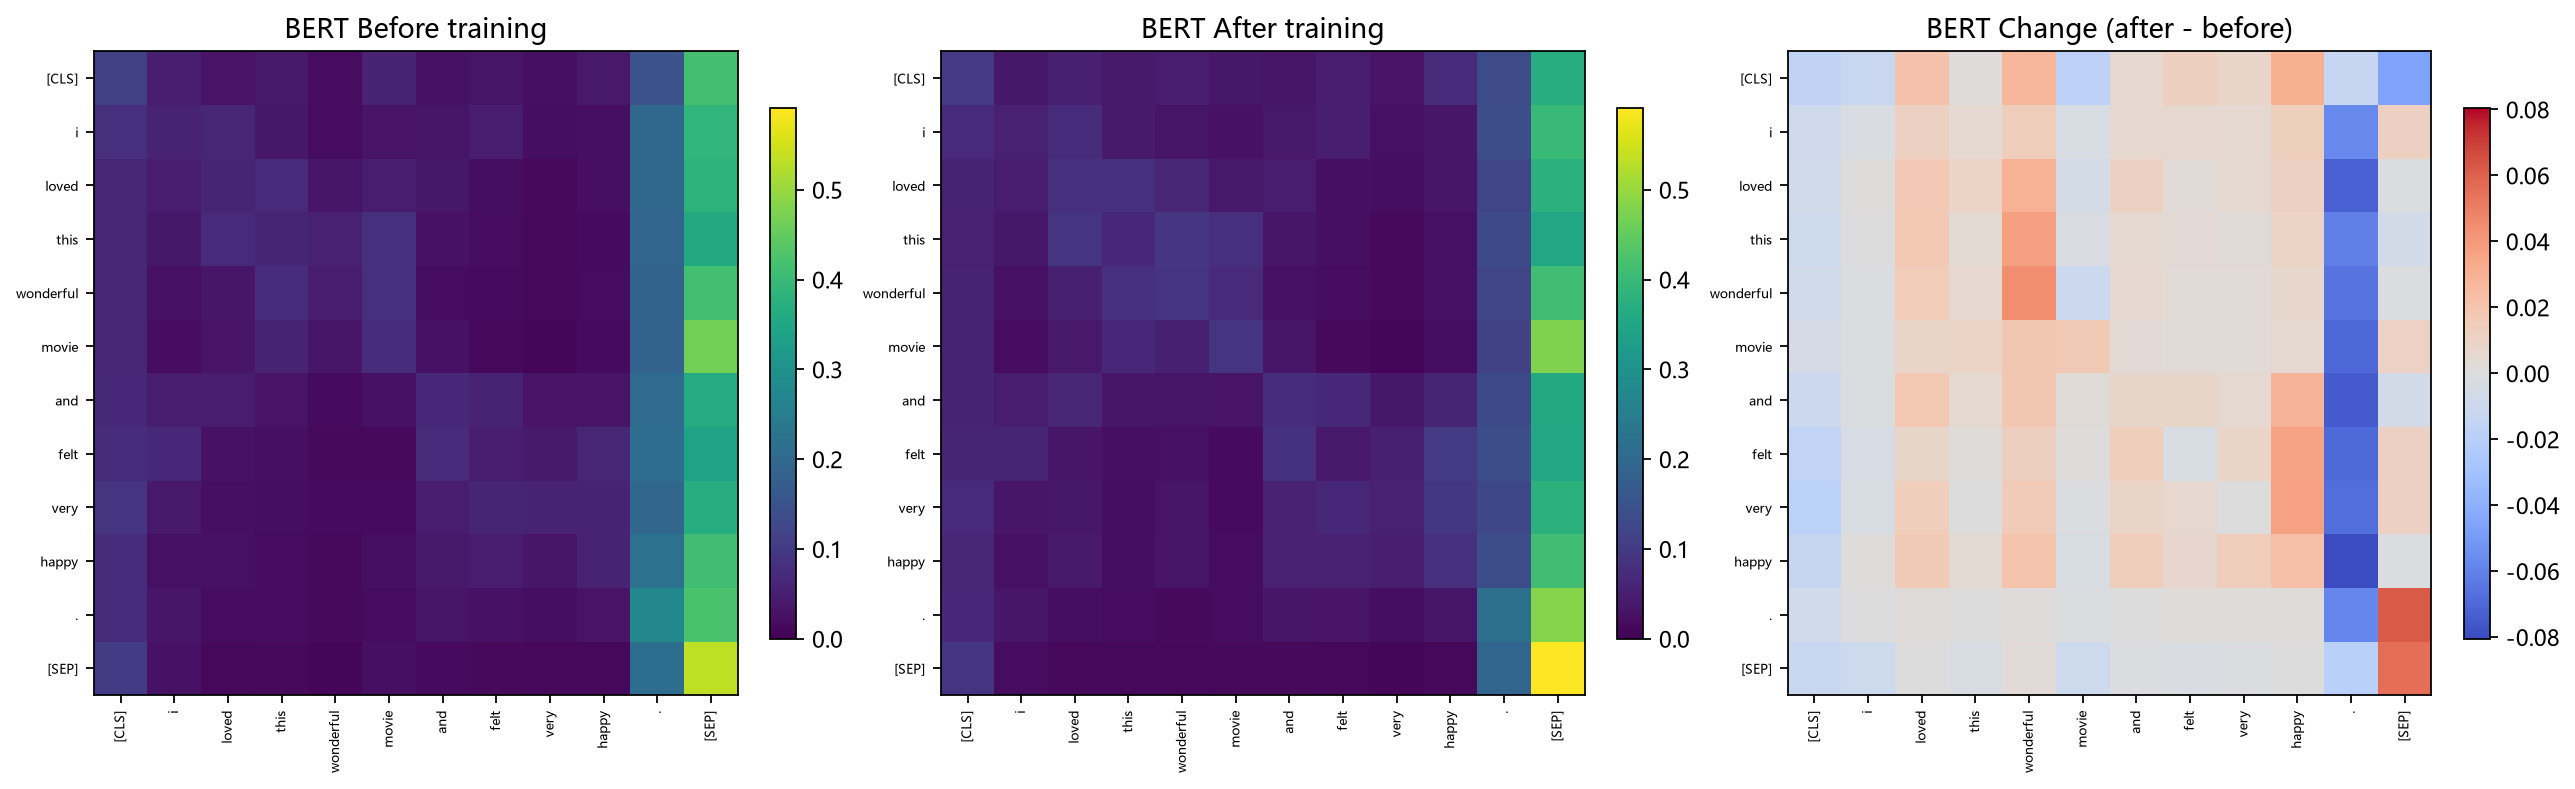 BERT Before training
[CLS]
i
loved
this
wonderful
movie
and
felt
very
happy
.
[SEP]
[CLS]
i
loved
this
wonderful
movie
and
felt
very
happy
.
[SEP]
0.5
0.4
0.3
0.2
0.1
0.0
BERT After training
[CLS]
i
loved
this
wonderful
movie
and
felt
very
happy
.
[SEP]
[CLS]
i
loved
this
wonderful
movie
and
felt
very
happy
.
[SEP]
0.5
0.4
0.3
0.2
0.1
0.0
BERT Change (after - before)
[CLS]
i
loved
this
wonderful
movie
and
felt
very
happy
.
[SEP]
[CLS]
i
loved
this
wonderful
movie
and
felt
very
happy
.
[SEP]
0.08
0.06
0.04
0.02
0.00
-0.02
-0.04
-0.06
-0.08